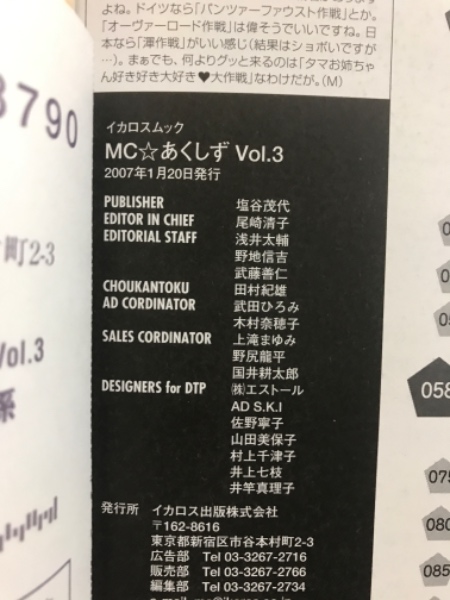 よね。ドイツなら「パンツァーファウスト作戦」とか。
「オーヴァーロード作戦」は偉そうでいいですね。日
本なら「澤作戦」がいい感じ(結果はショボいですが
…)。まぁでも、何よりグッと来るのは「タマお姉ちゃ
ん好き好き大好き♥大作戦」なわけだが。(M)
3790
町2-3
Vol.3
系
イカロスムック
MC☆あくしず Vol.3
2007年1月20日発行
PUBLISHER 塩谷茂代
EDITOR IN CHIEF 尾崎清子
EDITORIAL STAFF 浅井太輔
野地信吉
武藤善仁
CHOUKANTOKU 田村紀雄
AD CORDINATOR 武田ひろみ
木村奈穂子
SALES CORDINATOR 上滝まゆみ
野尻龍平
国井耕太郎
DESIGNERS for DTP ㈱エストール
AD S.K.I
佐野寧子
山田美保子
村上千津子
井上七枝
井竿真理子
発行所 イカロス出版株式会社
〒162-8616
東京都新宿区市谷本村町2-3
広告部 Tel 03-3267-2716
販売部 Tel 03-3267-2766
編集部 Tel 03-3267-2734
058
075
080
085